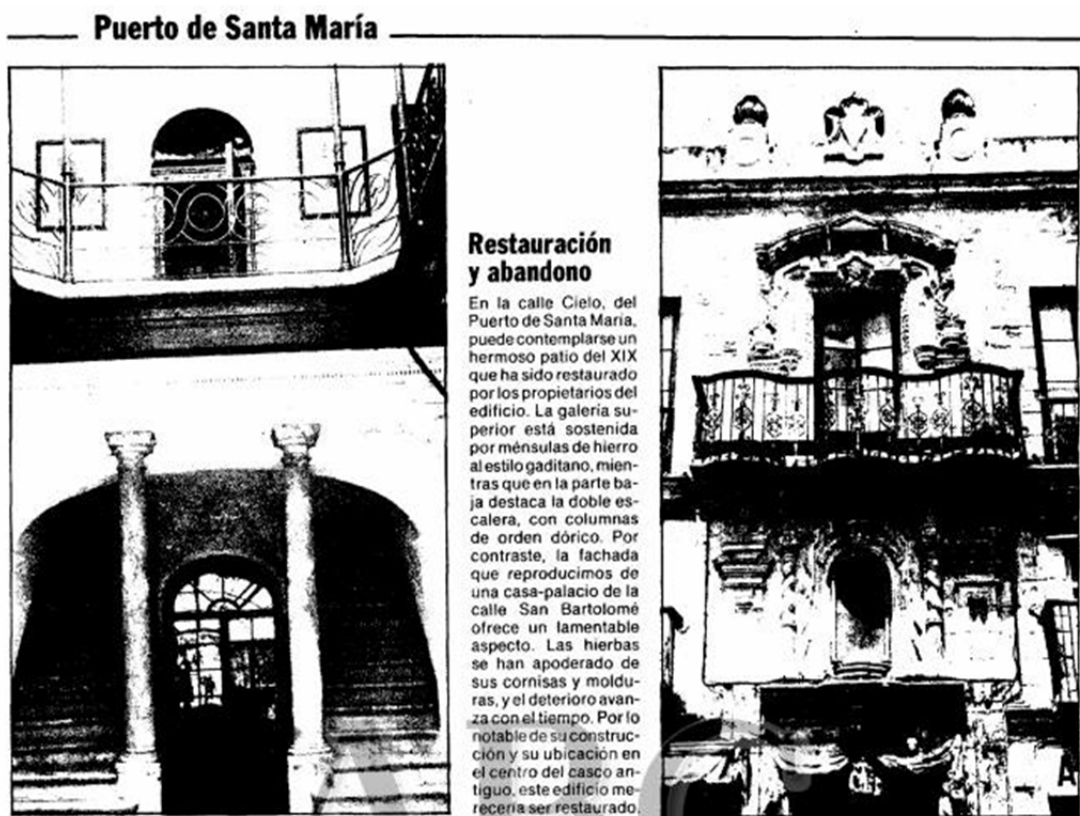 Puerto de Santa María
Restauración
y abandono
En la calle Cielo, del
Puerto de Santa María,
puede contemplarse un
hermoso patio del XIX
que ha sido restaurado
por los propietarios del
edificio. La galería su-
perior está sostenida
por ménsulas de hierro
al estilo gaditano, mien-
tras que en la parte ba-
ja destaca la doble es-
calera, con columnas
de orden dórico. Por
contraste, la fachada
que reproducimos de
una casa-palacio de la
calle San Bartolomé
ofrece un lamentable
aspecto. Las hierbas
se han apoderado de
sus cornisas y moldu-
ras, y el deterioro avan-
za con el tiempo. Por lo
notable de su construc-
ción y su ubicación en
el centro del casco an-
tiguo, este edificio me-
recería ser restaurado.